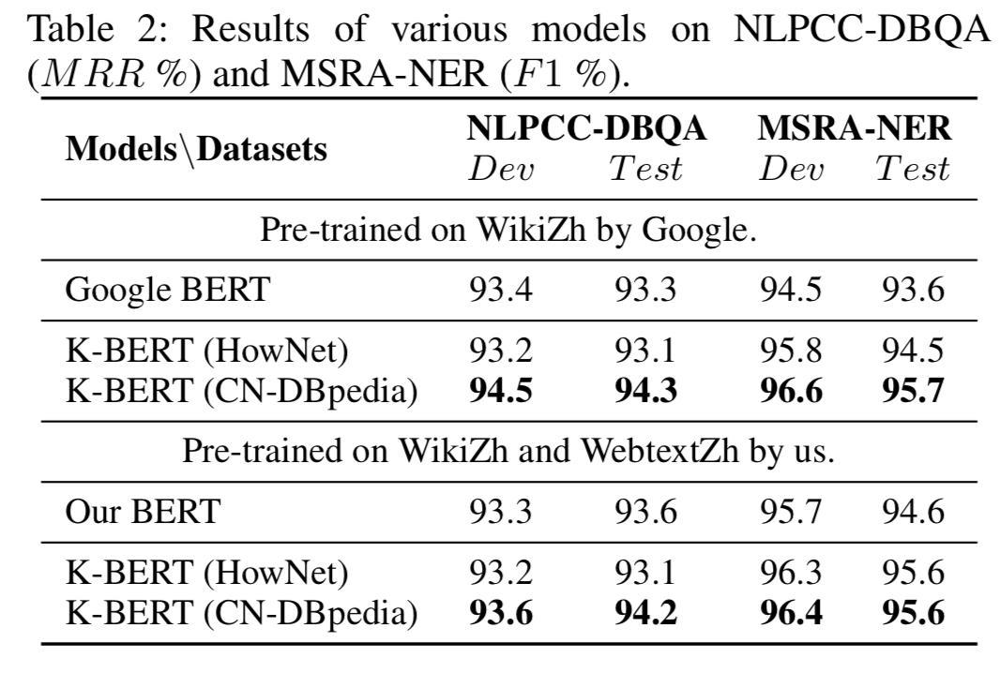 Table 2: Results of various models on NLPCC-DBQA
(MRR %) and MSRA-NER (F1 %).
Models\Datasets NLPCC-DBQA MSRA-NER
Dev Test Dev Test
Pre-trained on WikiZh by Google.
Google BERT 93.4 93.3 94.5 93.6
K-BERT (HowNet) 93.2 93.1 95.8 94.5
K-BERT (CN-DBpedia) 94.5 94.3 96.6 95.7
Pre-trained on WikiZh and WebtextZh by us.
Our BERT 93.3 93.6 95.7 94.6
K-BERT (HowNet) 93.2 93.1 96.3 95.6
K-BERT (CN-DBpedia) 93.6 94.2 96.4 95.6